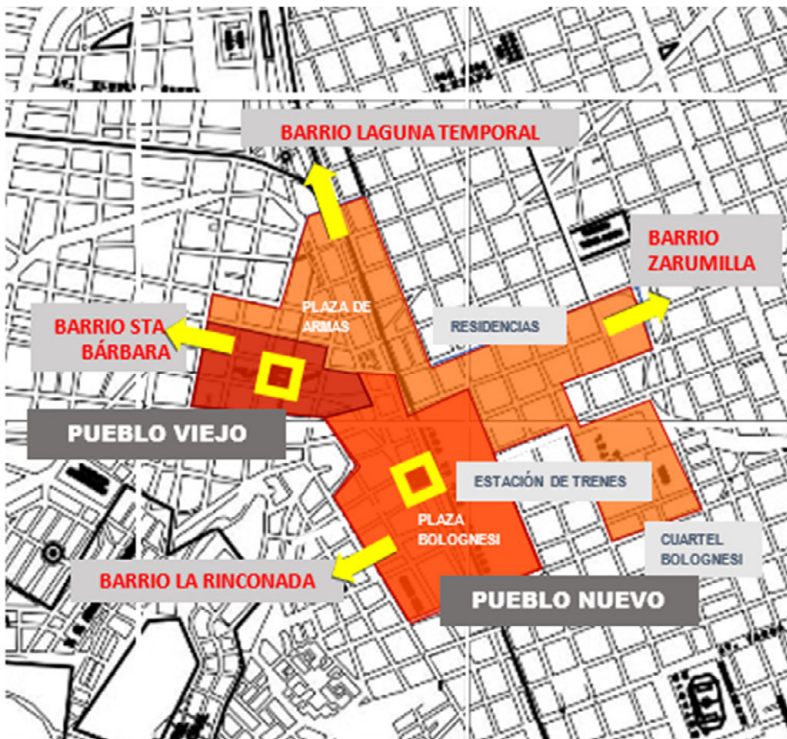 BARRIO LAGUNA TEMPORAL
BARRIO
ZARUMILLA
PLAZA DE
ARMAS
RESIDENCIAS
BARRIO STA
BÁRBARA
PUEBLO VIEJO
ESTACIÓN DE TRENES
PLAZA
BOLOGNESI
CUARTEL
BOLOGNESI
BARRIO LA RINCONADA
PUEBLO NUEVO